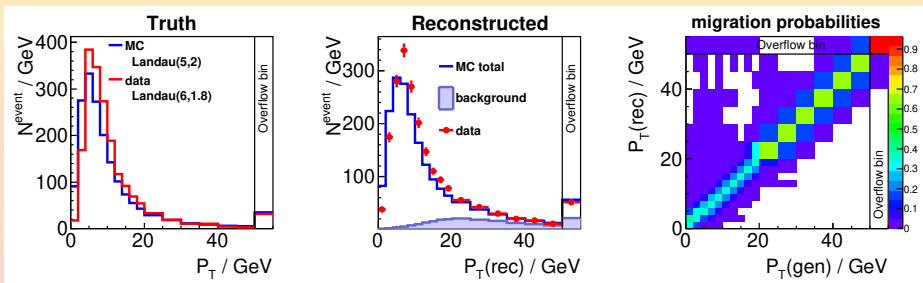 Truth
N^event / GeV
400
300
200
100
0
MC
Landau(5,2)
data
Landau(6,1.8)
Overflow bin
0 20 40
P_T / GeV
Reconstructed
N^event / GeV
300
200
100
0
MC total
background
data
Overflow bin
0 20 40
P_T(rec) / GeV
migration probabilities
P_T(rec) / GeV
40
20
0
Overflow bin
Overflow bin
0.9
0.8
0.7
0.6
0.5
0.4
0.3
0.2
0.1
0
0 20 40
P_T(gen) / GeV